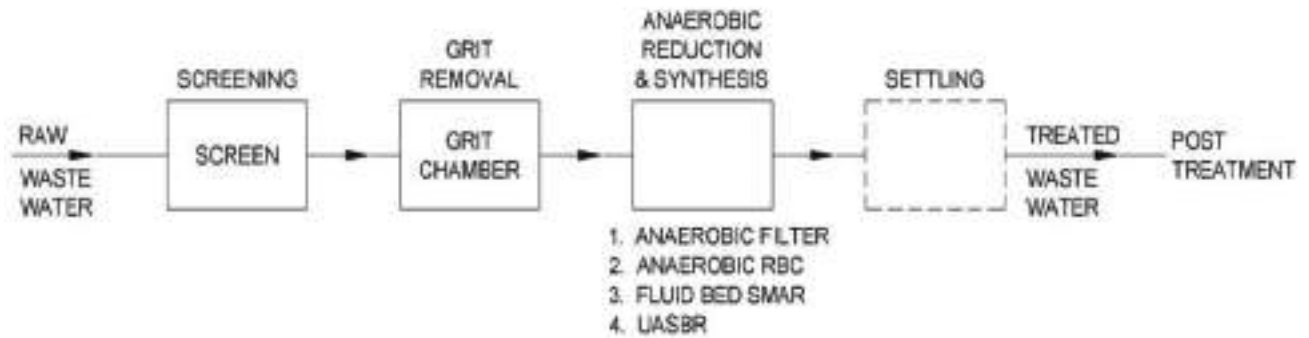 RAW
WASTE
WATER
SCREENING
SCREEN
GRIT
REMOVAL
GRIT
CHAMBER
ANAEROBIC
REDUCTION
& SYNTHESIS
1. ANAEROBIC FILTER
2. ANAEROBIC RBC
3. FLUID BED SMAR
4. UASBR
SETTLING
TREATED
WASTE
WATER
POST
TREATMENT